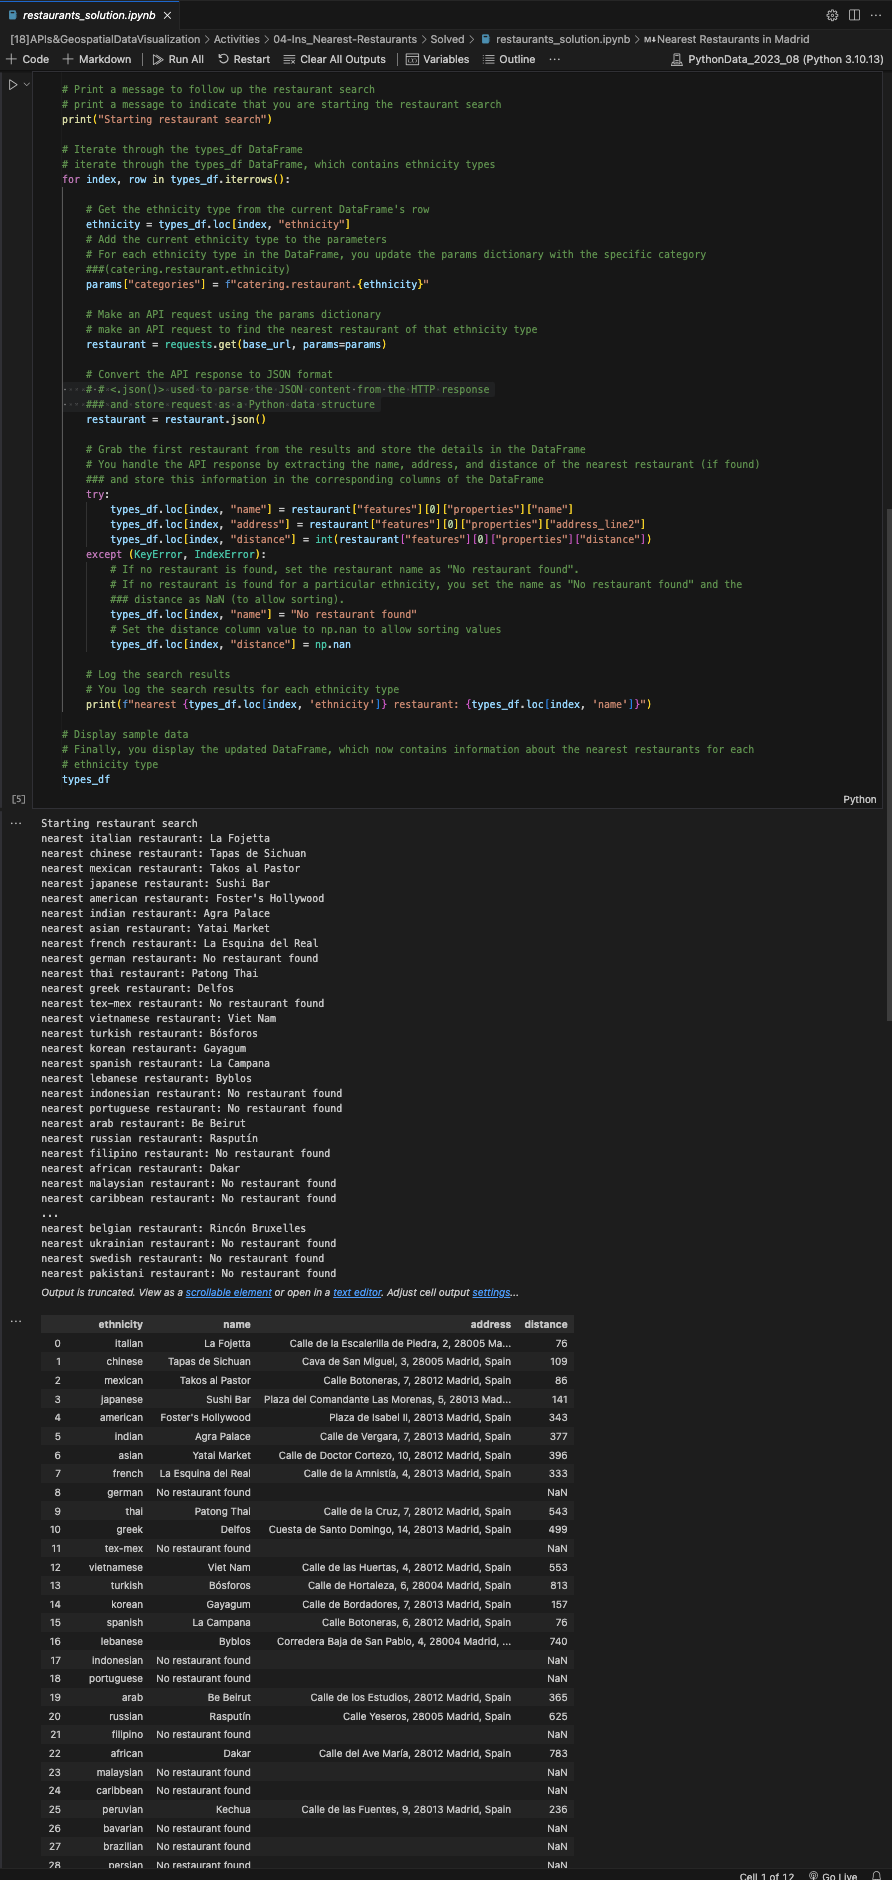 restaurants_solution.ipynb ×
[18]APIs&GeospatialDataVisualization > Activities > 04-Ins_Nearest-Restaurants > Solved > restaurants_solution.ipynb > M↓Nearest Restaurants in Madrid
+ Code + Markdown | Run All Restart Clear All Outputs | Variables Outline ... PythonData_2023_08 (Python 3.10.13)
# Print a message to follow up the restaurant search
# print a message to indicate that you are starting the restaurant search
print("Starting restaurant search")
# Iterate through the types_df DataFrame
# iterate through the types_df DataFrame, which contains ethnicity types
for index, row in types_df.iterrows():
# Get the ethnicity type from the current DataFrame's row
ethnicity = types_df.loc[index, "ethnicity"]
# Add the current ethnicity type to the parameters
# For each ethnicity type in the DataFrame, you update the params dictionary with the specific category
###(catering.restaurant.ethnicity)
params["categories"] = f"catering.restaurant.{ethnicity}"
# Make an API request using the params dictionary
# make an API request to find the nearest restaurant of that ethnicity type
restaurant = requests.get(base_url, params=params)
# Convert the API response to JSON format
# # <.json()> used to parse the JSON content from the HTTP response
### and store request as a Python data structure
restaurant = restaurant.json()
# Grab the first restaurant from the results and store the details in the DataFrame
# You handle the API response by extracting the name, address, and distance of the nearest restaurant (if found)
### and store this information in the corresponding columns of the DataFrame
try:
types_df.loc[index, "name"] = restaurant["features"][0]["properties"]["name"]
types_df.loc[index, "address"] = restaurant["features"][0]["properties"]["address_line2"]
types_df.loc[index, "distance"] = int(restaurant["features"][0]["properties"]["distance"])
except (KeyError, IndexError):
# If no restaurant is found, set the restaurant name as "No restaurant found".
# If no restaurant is found for a particular ethnicity, you set the name as "No restaurant found" and the
### distance as NaN (to allow sorting).
types_df.loc[index, "name"] = "No restaurant found"
# Set the distance column value to np.nan to allow sorting values
types_df.loc[index, "distance"] = np.nan
# Log the search results
# You log the search results for each ethnicity type
print(f"nearest {types_df.loc[index, 'ethnicity']} restaurant: {types_df.loc[index, 'name']}")
# Display sample data
# Finally, you display the updated DataFrame, which now contains information about the nearest restaurants for each
# ethnicity type
types_df
[5] Python
... Starting restaurant search
nearest italian restaurant: La Fojetta
nearest chinese restaurant: Tapas de Sichuan
nearest mexican restaurant: Takos al Pastor
nearest japanese restaurant: Sushi Bar
nearest american restaurant: Foster's Hollywood
nearest indian restaurant: Agra Palace
nearest asian restaurant: Yatai Market
nearest french restaurant: La Esquina del Real
nearest german restaurant: No restaurant found
nearest thai restaurant: Patong Thai
nearest greek restaurant: Delfos
nearest tex-mex restaurant: No restaurant found
nearest vietnamese restaurant: Viet Nam
nearest turkish restaurant: Bósforos
nearest korean restaurant: Gayagum
nearest spanish restaurant: La Campana
nearest lebanese restaurant: Byblos
nearest indonesian restaurant: No restaurant found
nearest portuguese restaurant: No restaurant found
nearest arab restaurant: Be Beirut
nearest russian restaurant: Rasputín
nearest filipino restaurant: No restaurant found
nearest african restaurant: Dakar
nearest malaysian restaurant: No restaurant found
nearest caribbean restaurant: No restaurant found
...
nearest belgian restaurant: Rincón Bruxelles
nearest ukrainian restaurant: No restaurant found
nearest swedish restaurant: No restaurant found
nearest pakistani restaurant: No restaurant found
Output is truncated. View as a scrollable element or open in a text editor. Adjust cell output settings...
... ethnicity name address distance
0 italian La Fojetta Calle de la Escalerilla de Piedra, 2, 28005 Ma... 76
1 chinese Tapas de Sichuan Cava de San Miguel, 3, 28005 Madrid, Spain 109
2 mexican Takos al Pastor Calle Botoneras, 7, 28012 Madrid, Spain 86
3 japanese Sushi Bar Plaza del Comandante Las Morenas, 5, 28013 Mad... 141
4 american Foster's Hollywood Plaza de Isabel II, 28013 Madrid, Spain 343
5 indian Agra Palace Calle de Vergara, 7, 28013 Madrid, Spain 377
6 asian Yatai Market Calle de Doctor Cortezo, 10, 28012 Madrid, Spain 396
7 french La Esquina del Real Calle de la Amnistía, 4, 28013 Madrid, Spain 333
8 german No restaurant found NaN
9 thai Patong Thai Calle de la Cruz, 7, 28012 Madrid, Spain 543
10 greek Delfos Cuesta de Santo Domingo, 14, 28013 Madrid, Spain 499
11 tex-mex No restaurant found NaN
12 vietnamese Viet Nam Calle de las Huertas, 4, 28012 Madrid, Spain 553
13 turkish Bósforos Calle de Hortaleza, 6, 28004 Madrid, Spain 813
14 korean Gayagum Calle de Bordadores, 7, 28013 Madrid, Spain 157
15 spanish La Campana Calle Botoneras, 6, 28012 Madrid, Spain 76
16 lebanese Byblos Corredera Baja de San Pablo, 4, 28004 Madrid, ... 740
17 indonesian No restaurant found NaN
18 portuguese No restaurant found NaN
19 arab Be Beirut Calle de los Estudios, 28012 Madrid, Spain 365
20 russian Rasputín Calle Yeseros, 28005 Madrid, Spain 625
21 filipino No restaurant found NaN
22 african Dakar Calle del Ave María, 28012 Madrid, Spain 783
23 malaysian No restaurant found NaN
24 caribbean No restaurant found NaN
25 peruvian Kechua Calle de las Fuentes, 9, 28013 Madrid, Spain 236
26 bavarian No restaurant found NaN
27 brazilian No restaurant found NaN
28 persian No restaurant found NaN
Cell 1 of 12 Go Live